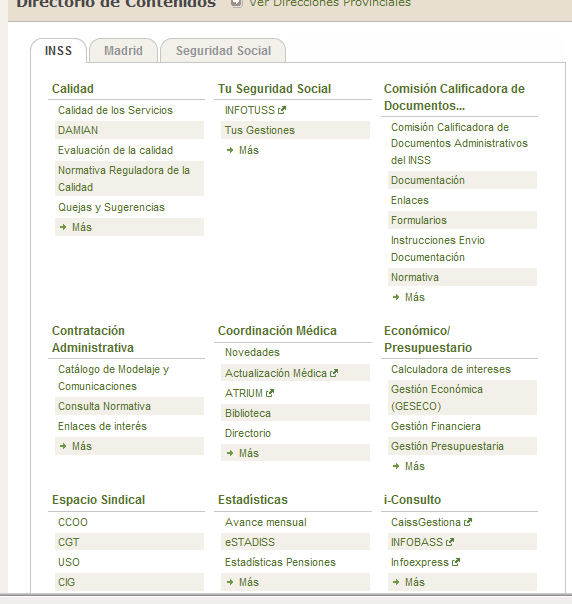 Directorio de Contenidos Ver Direcciones Provinciales
INSS Madrid Seguridad Social
Calidad
Calidad de los Servicios
DAMIAN
Evaluación de la calidad
Normativa Reguladora de la
Calidad
Quejas y Sugerencias
Más
Tu Seguridad Social
INFOTUSS
Tus Gestiones
Más
Comisión Calificadora de
Documentos...
Comisión Calificadora de
Documentos Administrativos
del INSS
Documentación
Enlaces
Formularios
Instrucciones Envio
Documentación
Normativa
Más
Contratación
Administrativa
Catálogo de Modelaje y
Comunicaciones
Consulta Normativa
Enlaces de interés
Más
Coordinación Médica
Novedades
Actualización Médica
ATRIUM
Biblioteca
Directorio
Más
Económico/
Presupuestario
Calculadora de intereses
Gestión Económica
(GESECO)
Gestión Financiera
Gestión Presupuestaria
Más
Espacio Sindical
CCOO
CGT
USO
CIG
Estadísticas
Avance mensual
eSTADISS
Estadísticas Pensiones
Más
i-Consulto
CaissGestiona
INFOBASS
Infoexpress
Más